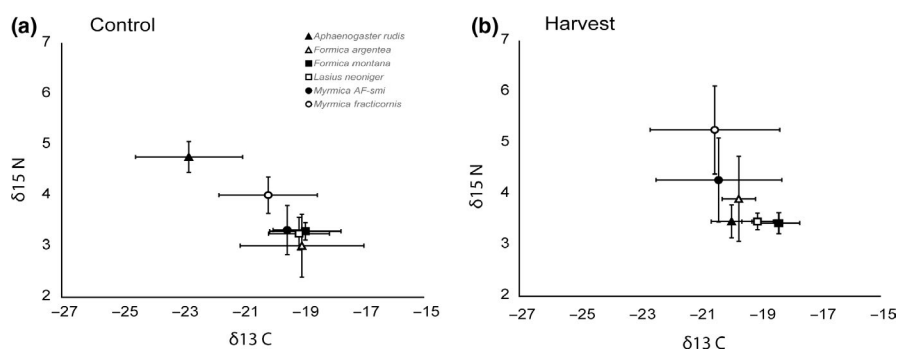 (a) Control
7
6
5
4
3
2
δ15 N
−27 −23 −21 −19 −17 −15
δ13 C
Aphaenogaster rudis
Formica argentea
Formica montana
Lasius neoniger
Myrmica AF-smi
Myrmica fracticornis
(b) Harvest
7
6
5
4
3
2
δ15 N
−27 −25 −23 −21 −19 −17 −15
δ13 C